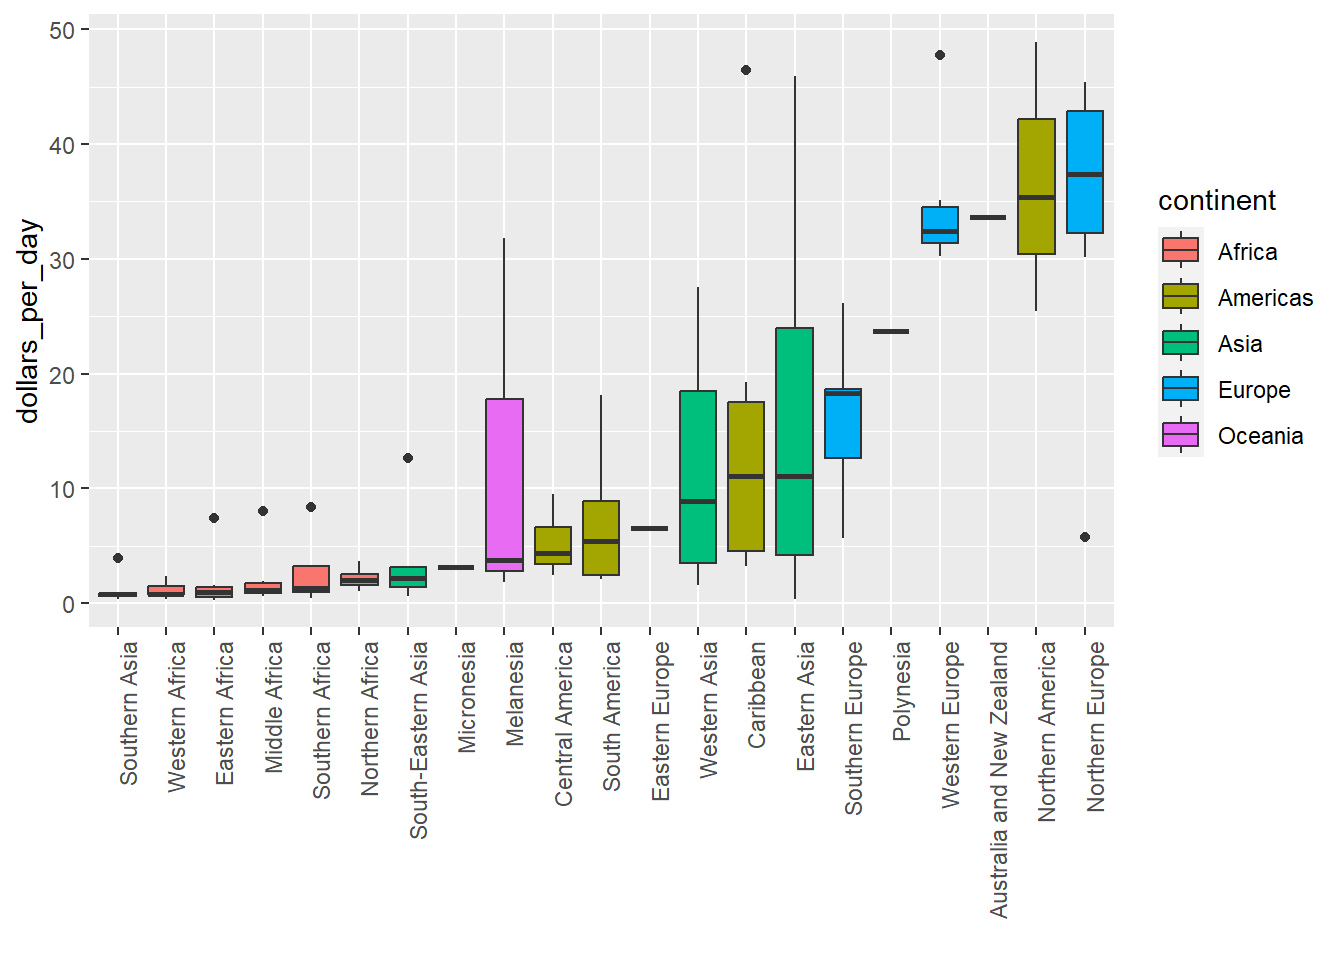 dollars_per_day
50
40
30
20
10
0
Southern Asia
Western Africa
Eastern Africa
Middle Africa
Southern Africa
Northern Africa
South-Eastern Asia
Micronesia
Melanesia
Central America
South America
Eastern Europe
Western Asia
Caribbean
Eastern Asia
Southern Europe
Polynesia
Western Europe
Australia and New Zealand
Northern America
Northern Europe
continent
Africa
Americas
Asia
Europe
Oceania